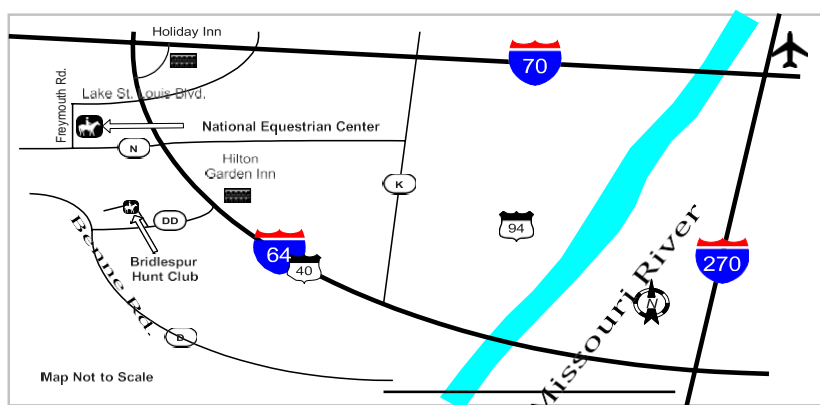 Holiday Inn
70
Freymouth Rd.
Lake St. Louis Blvd.
National Equestrian Center
N
Hilton
Garden Inn
K
DD
94
Bridlespur
Hunt Club
64
40
270
Benne Rd.
Missouri River
N
D
Map Not to Scale